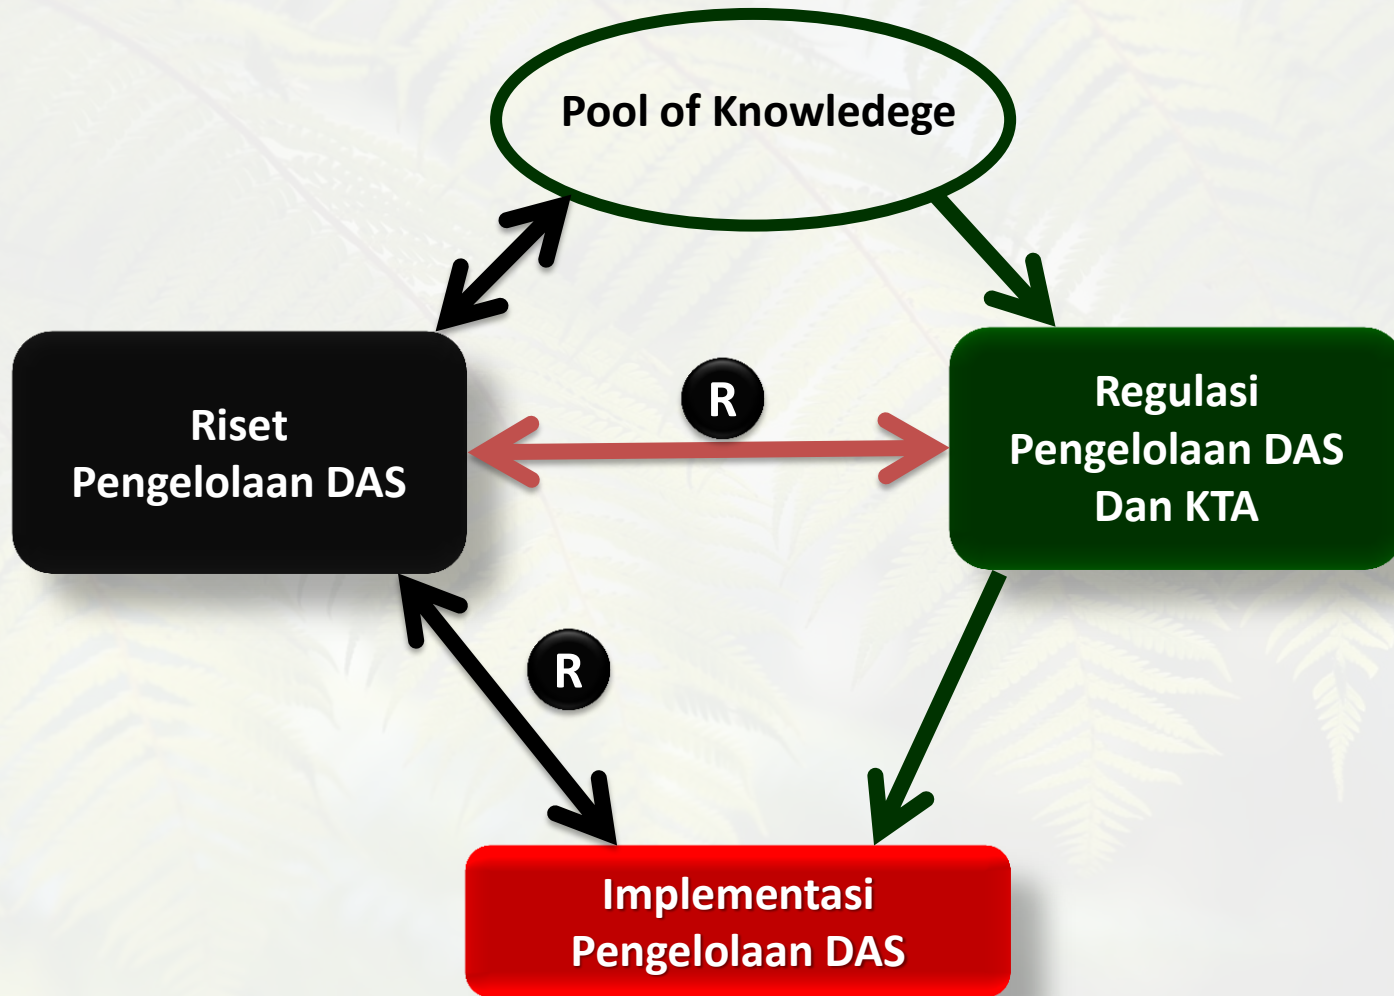 Pool of Knowledege
R
Riset
Pengelolaan DAS
Regulasi
Pengelolaan DAS
Dan KTA
R
Implementasi
Pengelolaan DAS